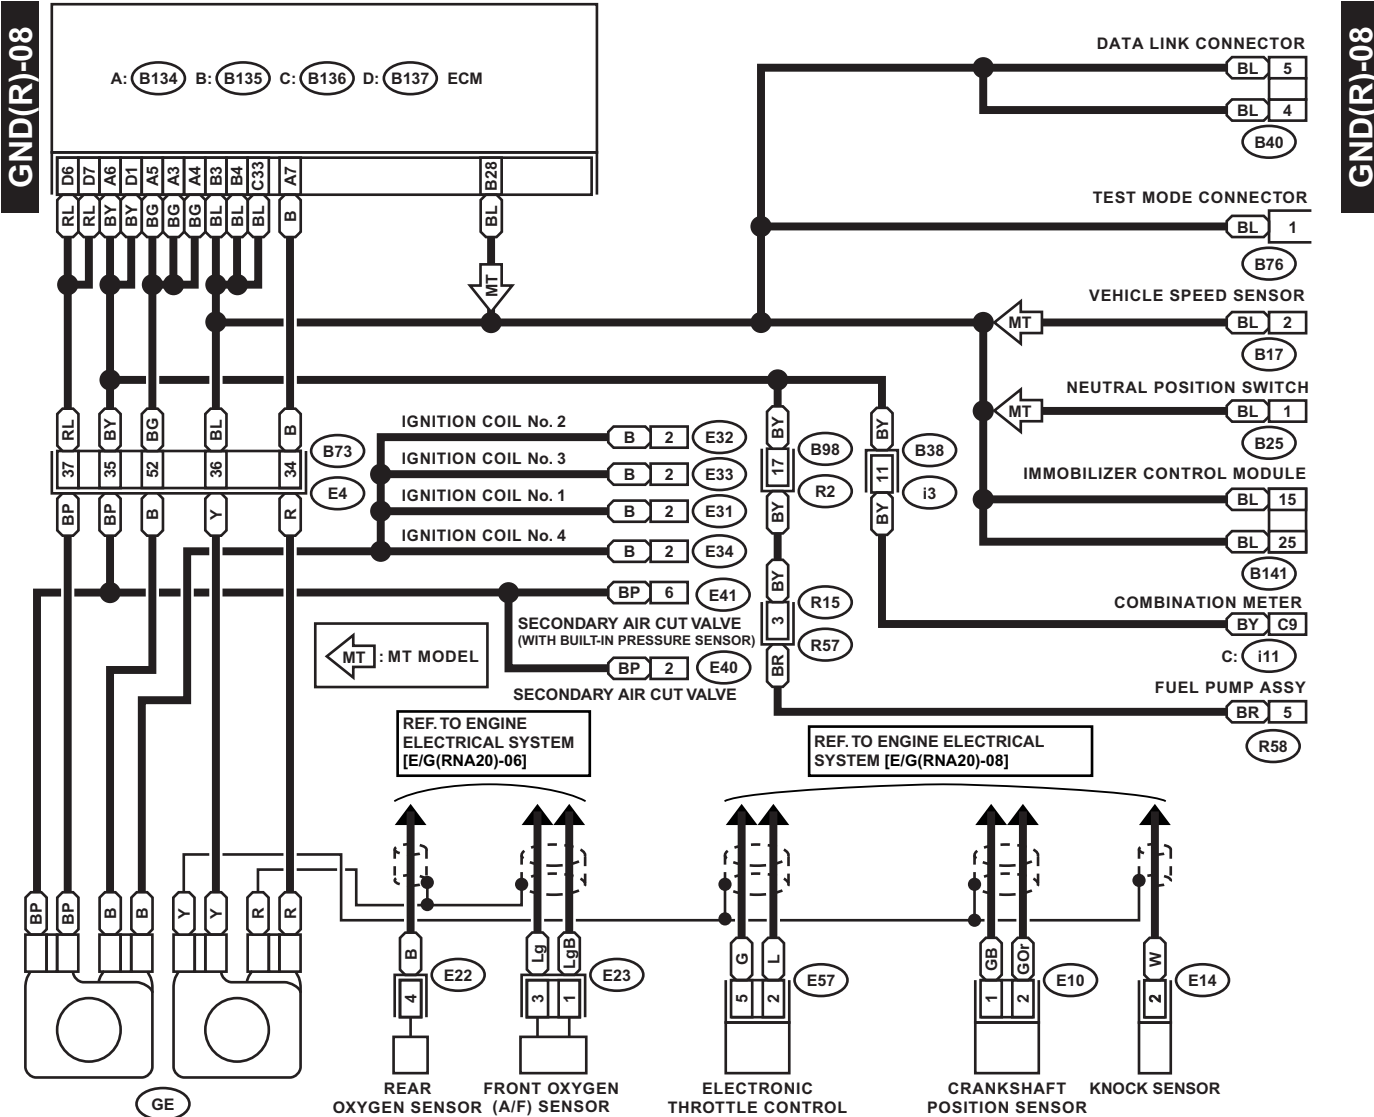 GND(R)-08
GND(R)-08
A: B134 B: B135 C: B136 D: B137 ECM
D6 D7 A6 D1 A5 A3 A4 B3 B4 C33 A7 B28
RL RL BY BY BG BG BG BL BL BL B BL
MT
DATA LINK CONNECTOR
BL 5
BL 4
B40
TEST MODE CONNECTOR
BL 1
B76
VEHICLE SPEED SENSOR
MT BL 2
B17
NEUTRAL POSITION SWITCH
MT BL 1
B25
IMMOBILIZER CONTROL MODULE
BL 15
BL 25
B141
COMBINATION METER
BY C9
C: i11
FUEL PUMP ASSY
BR 5
R58
RL BY BG BL B
37 35 52 36 34
B73
E4
BP BP B Y R
IGNITION COIL No. 2
B 2 E32
IGNITION COIL No. 3
B 2 E33
IGNITION COIL No. 1
B 2 E31
IGNITION COIL No. 4
B 2 E34
BP 6 E41
SECONDARY AIR CUT VALVE
(WITH BUILT-IN PRESSURE SENSOR)
BP 2 E40
SECONDARY AIR CUT VALVE
BY
17
B98
R2
BY
BY
3
R15
R57
BR
BY
11
B38
i3
BY
MT : MT MODEL
REF. TO ENGINE
ELECTRICAL SYSTEM
[E/G(RNA20)-06]
REF. TO ENGINE ELECTRICAL
SYSTEM [E/G(RNA20)-08]
BP BP B B Y Y R R
GE
B
4
E22
REAR
OXYGEN SENSOR
Lg LgB
3 1
E23
FRONT OXYGEN
(A/F) SENSOR
G L
5 2
E57
ELECTRONIC
THROTTLE CONTROL
GB GOr
1 2
E10
CRANKSHAFT
POSITION SENSOR
W
2
E14
KNOCK SENSOR